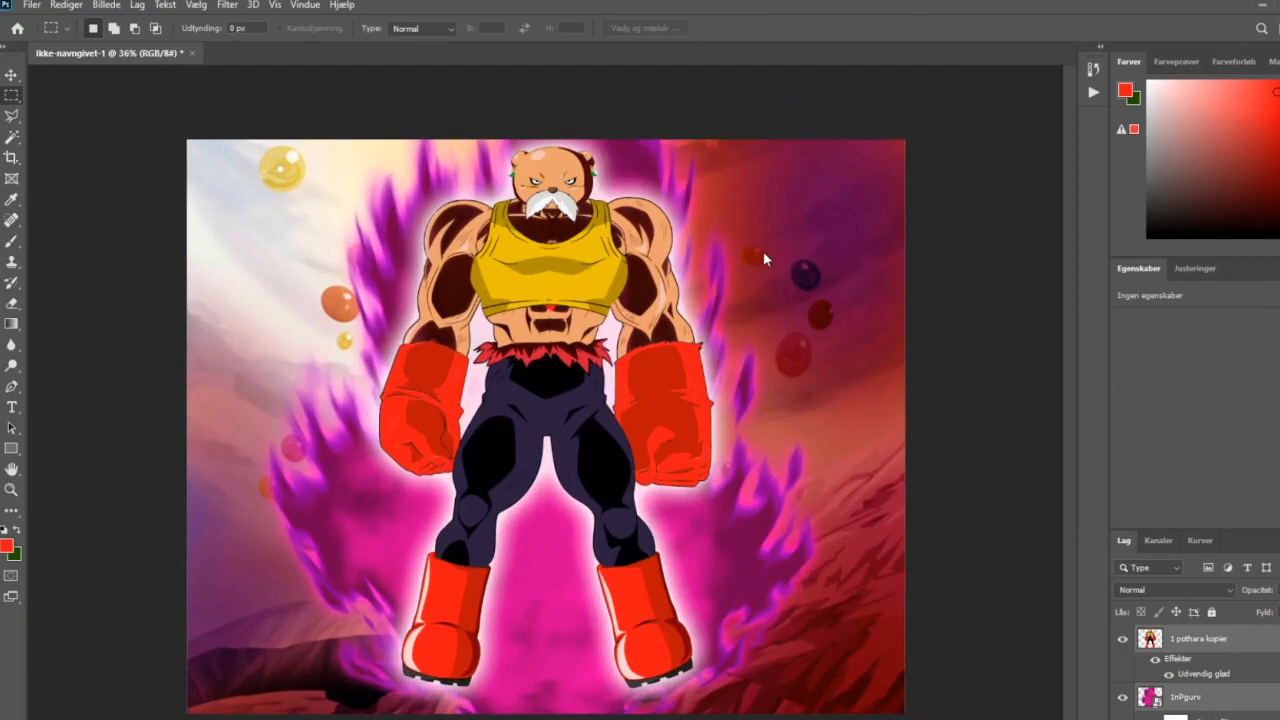 Ps Filer Rediger Billede Lag Tekst Vælg Filter 3D Vis Vindue Hjælp
Udtynding: 0 px Kantudjævning Type: Normal B: H: Vælg og maskér ...
Ikke-navngivet-1 @ 36% (RGB/8#) * ×
Farver Farveprøver Farveforløb
Egenskaber Justeringer
Ingen egenskaber
Lag Kanaler Kurver
Type
Normal Opacitet:
Lås: Fyld:
1 pothara kopier
Effekter
Udvendig glød
1nPgurv